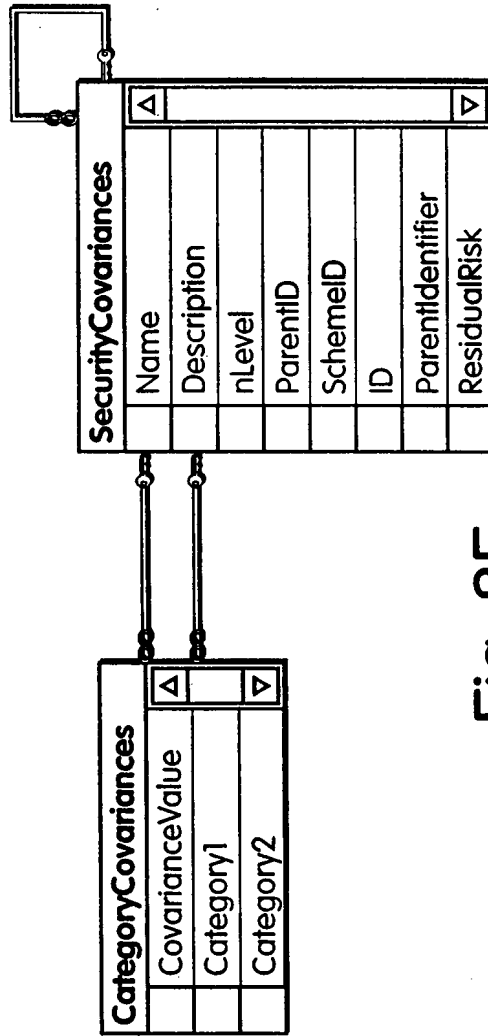 CategoryCovariances
CovarianceValue
Category1
Category2
SecurityCovariances
Name
Description
nLevel
ParentID
SchemeID
ID
ParentIdentifier
ResidualRisk